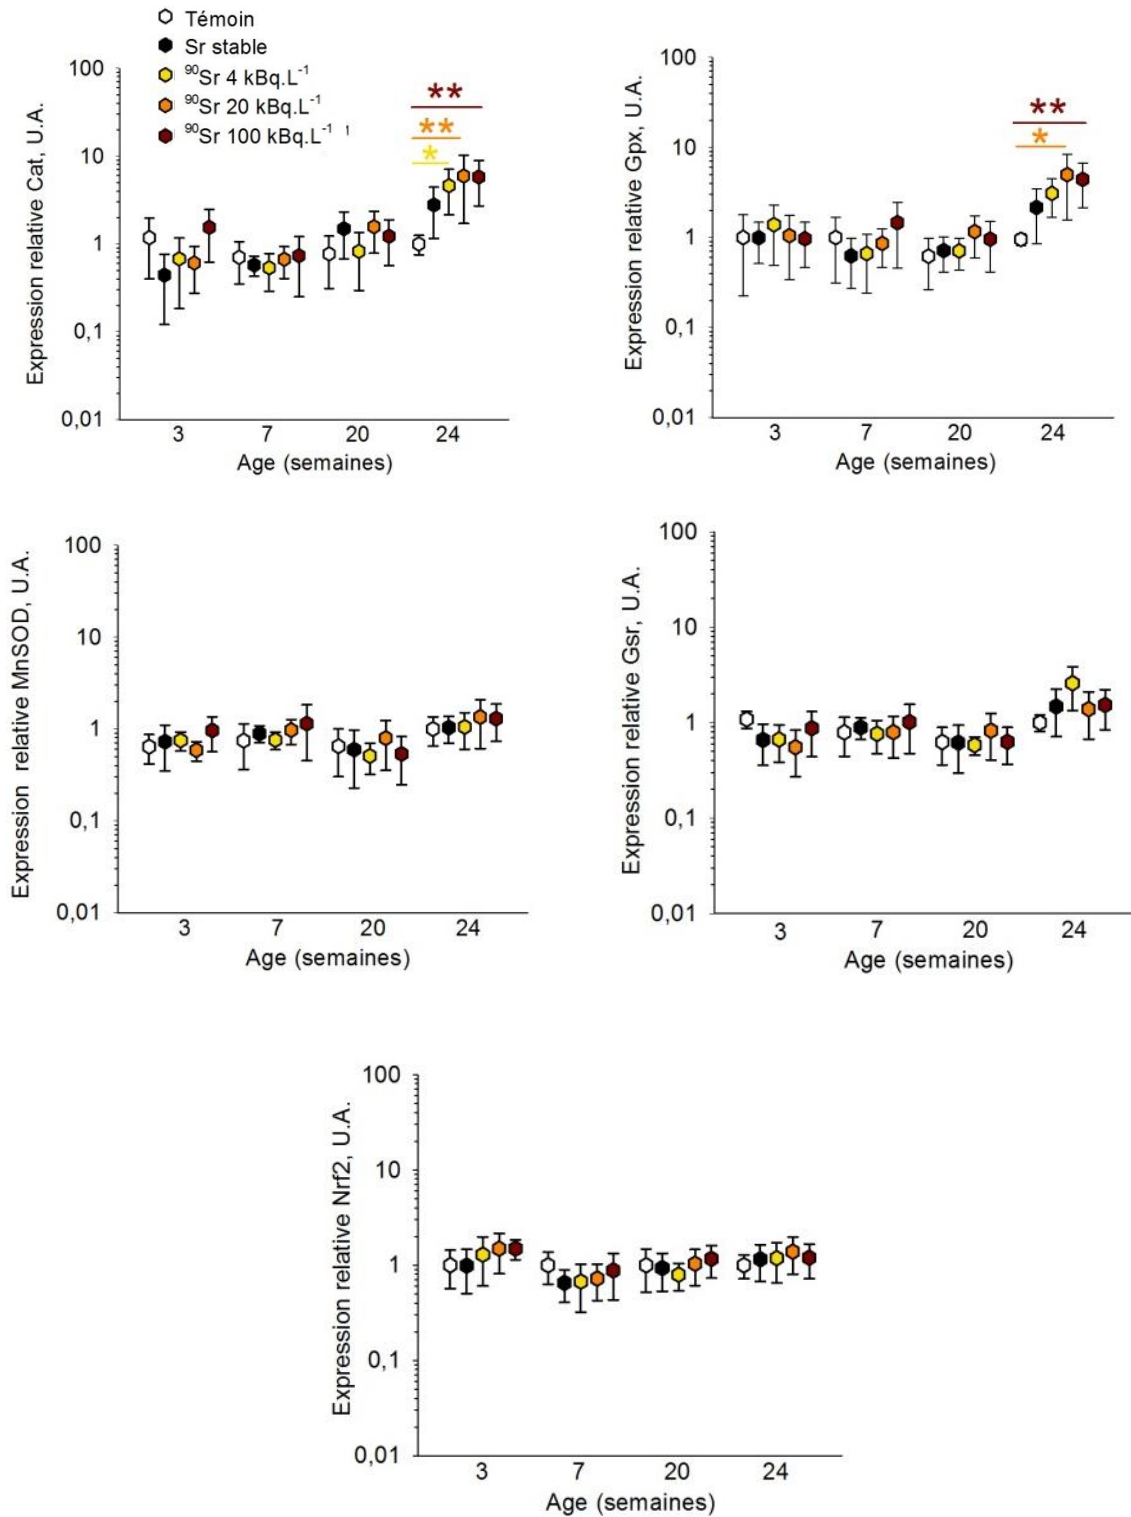 Témoin
Sr stable
⁹⁰Sr 4 kBq.L⁻¹
⁹⁰Sr 20 kBq.L⁻¹
⁹⁰Sr 100 kBq.L⁻¹ ˡ
Expression relative Cat, U.A.
100
10
1
0,1
0,01
**
**
*
3 7 20 24
Age (semaines)
Expression relative Gpx, U.A.
100
10
1
0,1
0,01
**
*
3 7 20 24
Age (semaines)
Expression relative MnSOD, U.A.
100
10
1
0,1
0,01
3 7 20 24
Age (semaines)
Expression relative Gsr, U.A.
100
10
1
0,1
0,01
3 7 20 24
Age (semaines)
Expression relative Nrf2, U.A.
100
10
1
0,1
0,01
3 7 20 24
Age (semaines)